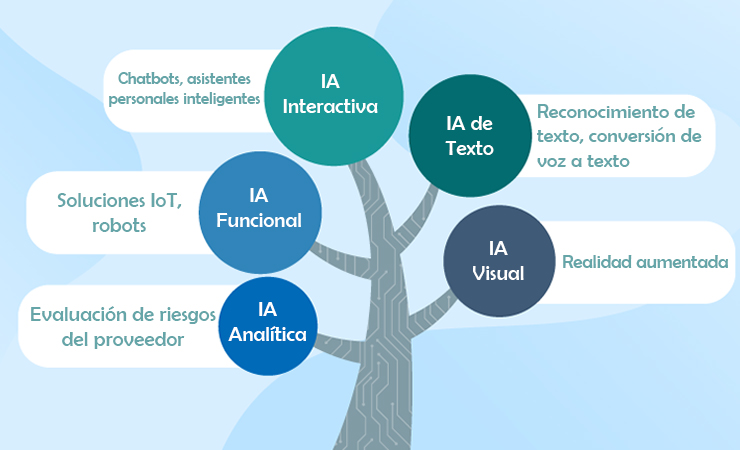 Chatbots, asistentes
personales inteligentes
IA
Interactiva
IA de
Texto
Reconocimiento de
texto, conversión de
voz a texto
Soluciones IoT,
robots
IA
Funcional
IA
Visual
Realidad aumentada
Evaluación de riesgos
del proveedor
IA
Analítica